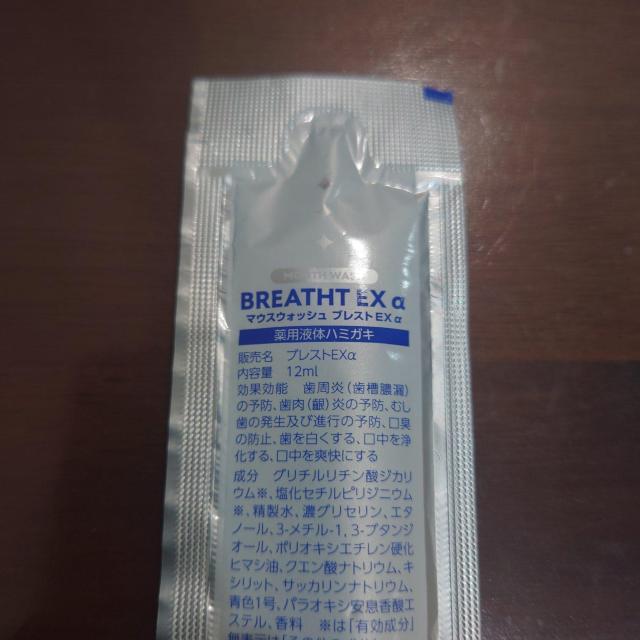 MOUTH WASH
BREATHT EX α
マウスウォッシュ ブレストEXα
薬用液体ハミガキ
販売名 ブレストEXα
内容量 12ml
効果効能 歯周炎(歯槽膿漏)
の予防、歯肉(齦)炎の予防、むし
歯の発生及び進行の予防、口臭
の防止、歯を白くする、口中を浄
化する、口中を爽快にする
成分 グリチルリチン酸ジカリ
ウム※、塩化セチルピリジニウム
※、精製水、濃グリセリン、エタ
ノール、3-メチル-1,3-ブタンジ
オール、ポリオキシエチレン硬化
ヒマシ油、クエン酸ナトリウム、キ
シリット、サッカリンナトリウム、
青色1号、パラオキシ安息香酸エ
ステル、香料 ※は「有効成分」